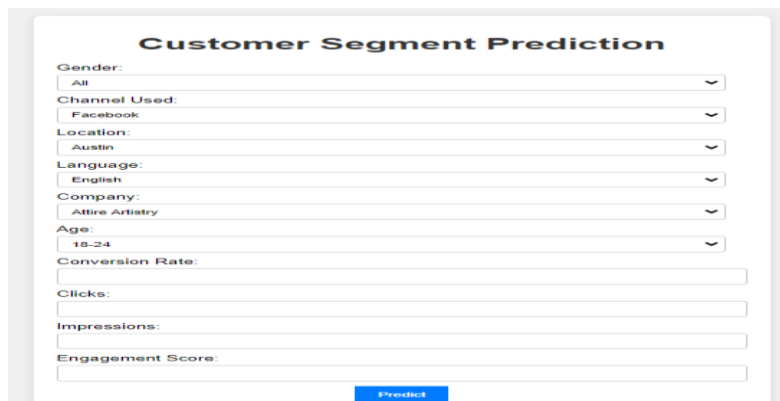 Customer Segment Prediction
Gender:
All
Channel Used:
Facebook
Location:
Austin
Language:
English
Company:
Attire Artistry
Age:
18-24
Conversion Rate:
Clicks:
Impressions:
Engagement Score:
Predict